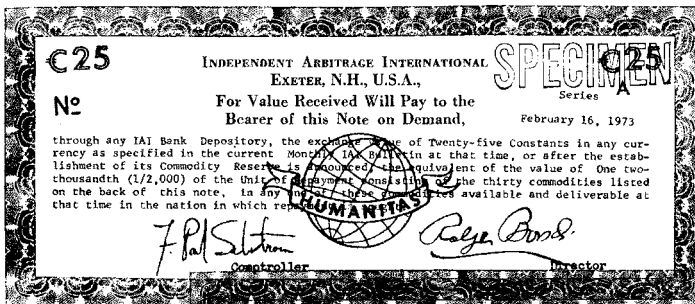 €25 INDEPENDENT ARBITRAGE INTERNATIONAL SPECIMEN €25
EXETER, N.H., U.S.A.,
Series
A
Nº For Value Received Will Pay to the
Bearer of this Note on Demand, February 16, 1973
through any IAI Bank Depository, the exchange value of Twenty-five Constants in any cur-
rency as specified in the current Monthly IAI Bulletin at that time, or after the estab-
lishment of its Commodity Reserve is announced, the equivalent of the value of One two-
thousandth (1/2,000) of the Unit of Repayment consisting of the thirty commodities listed
on the back of this note, in any one of these commodities available and deliverable at
that time in the nation in which
HUMANITAS
Comptroller Director